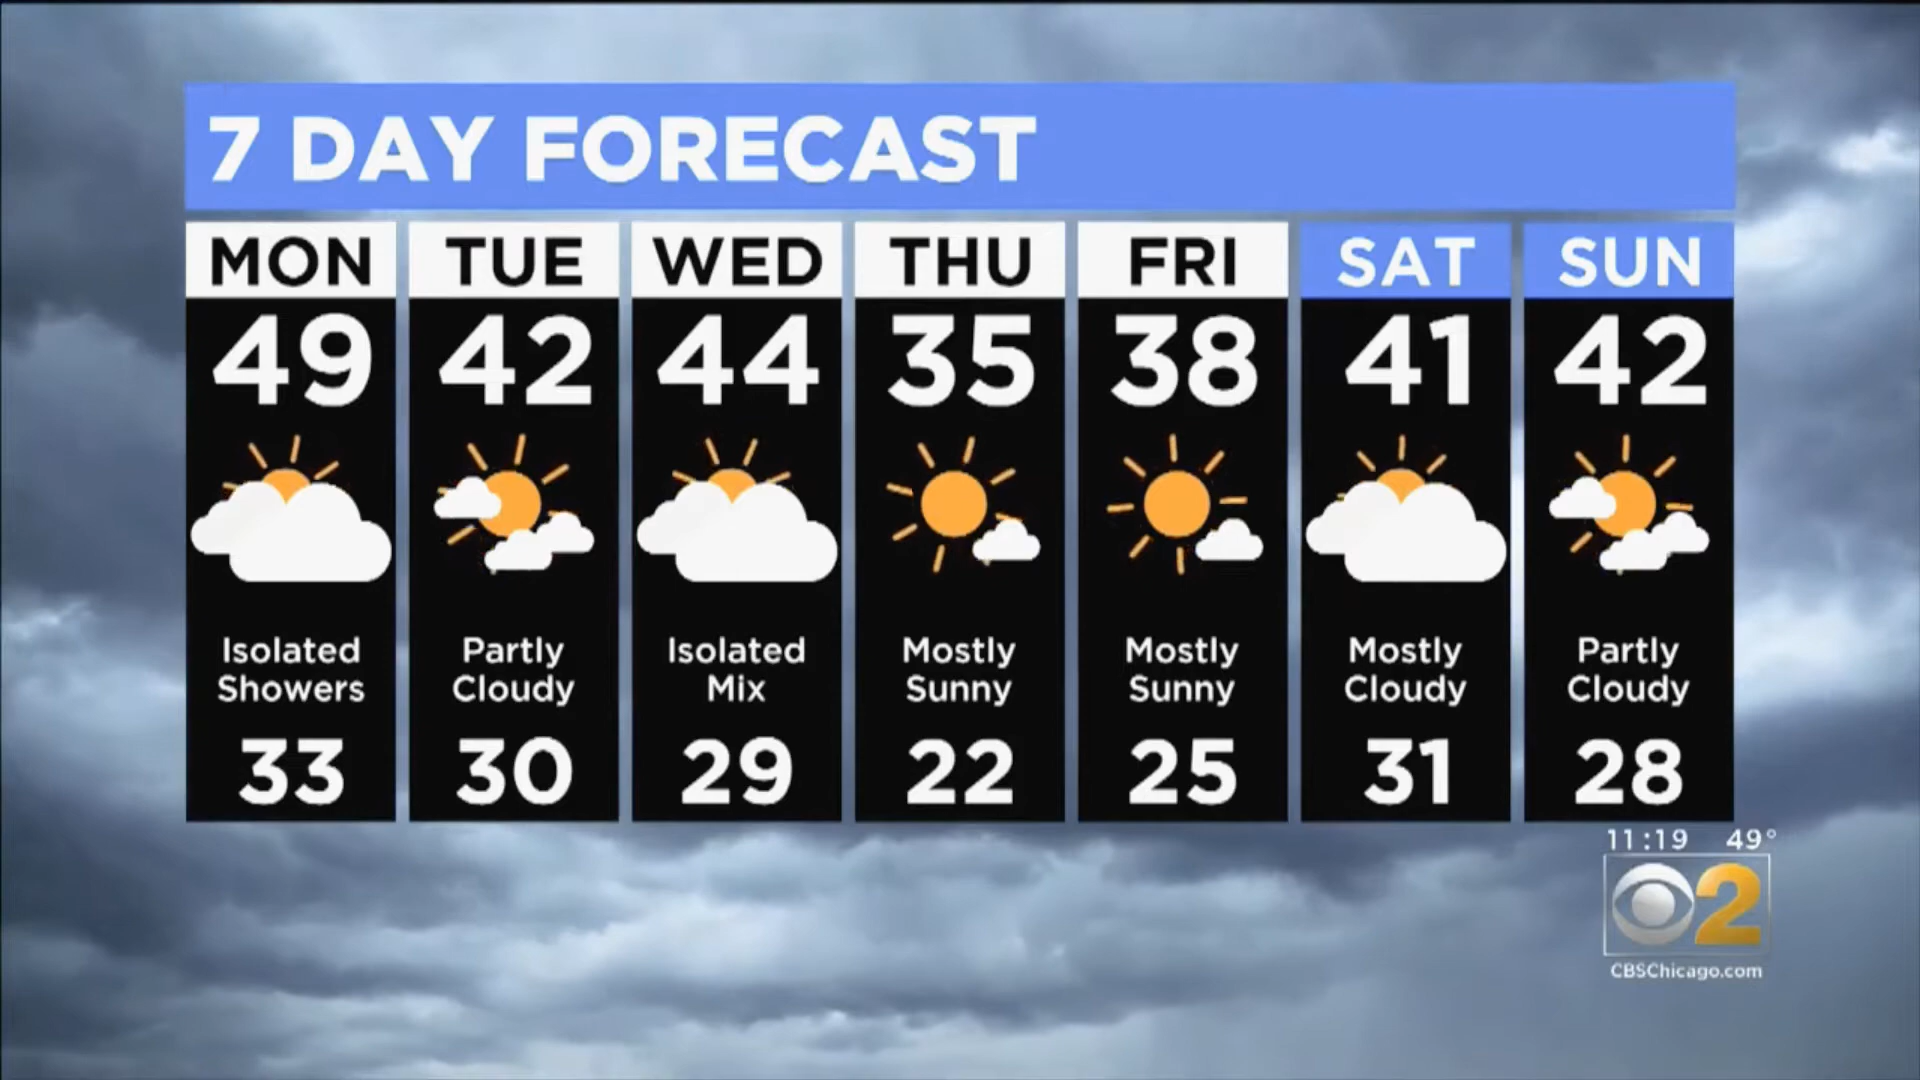 7 DAY FORECAST
MON TUE WED THU FRI SAT SUN
49 42 44 35 38 41 42
Isolated Partly Isolated Mostly Mostly Mostly Partly
Showers Cloudy Mix Sunny Sunny Cloudy Cloudy
33 30 29 22 25 31 28
11:19 49°
2
CBSChicago.com